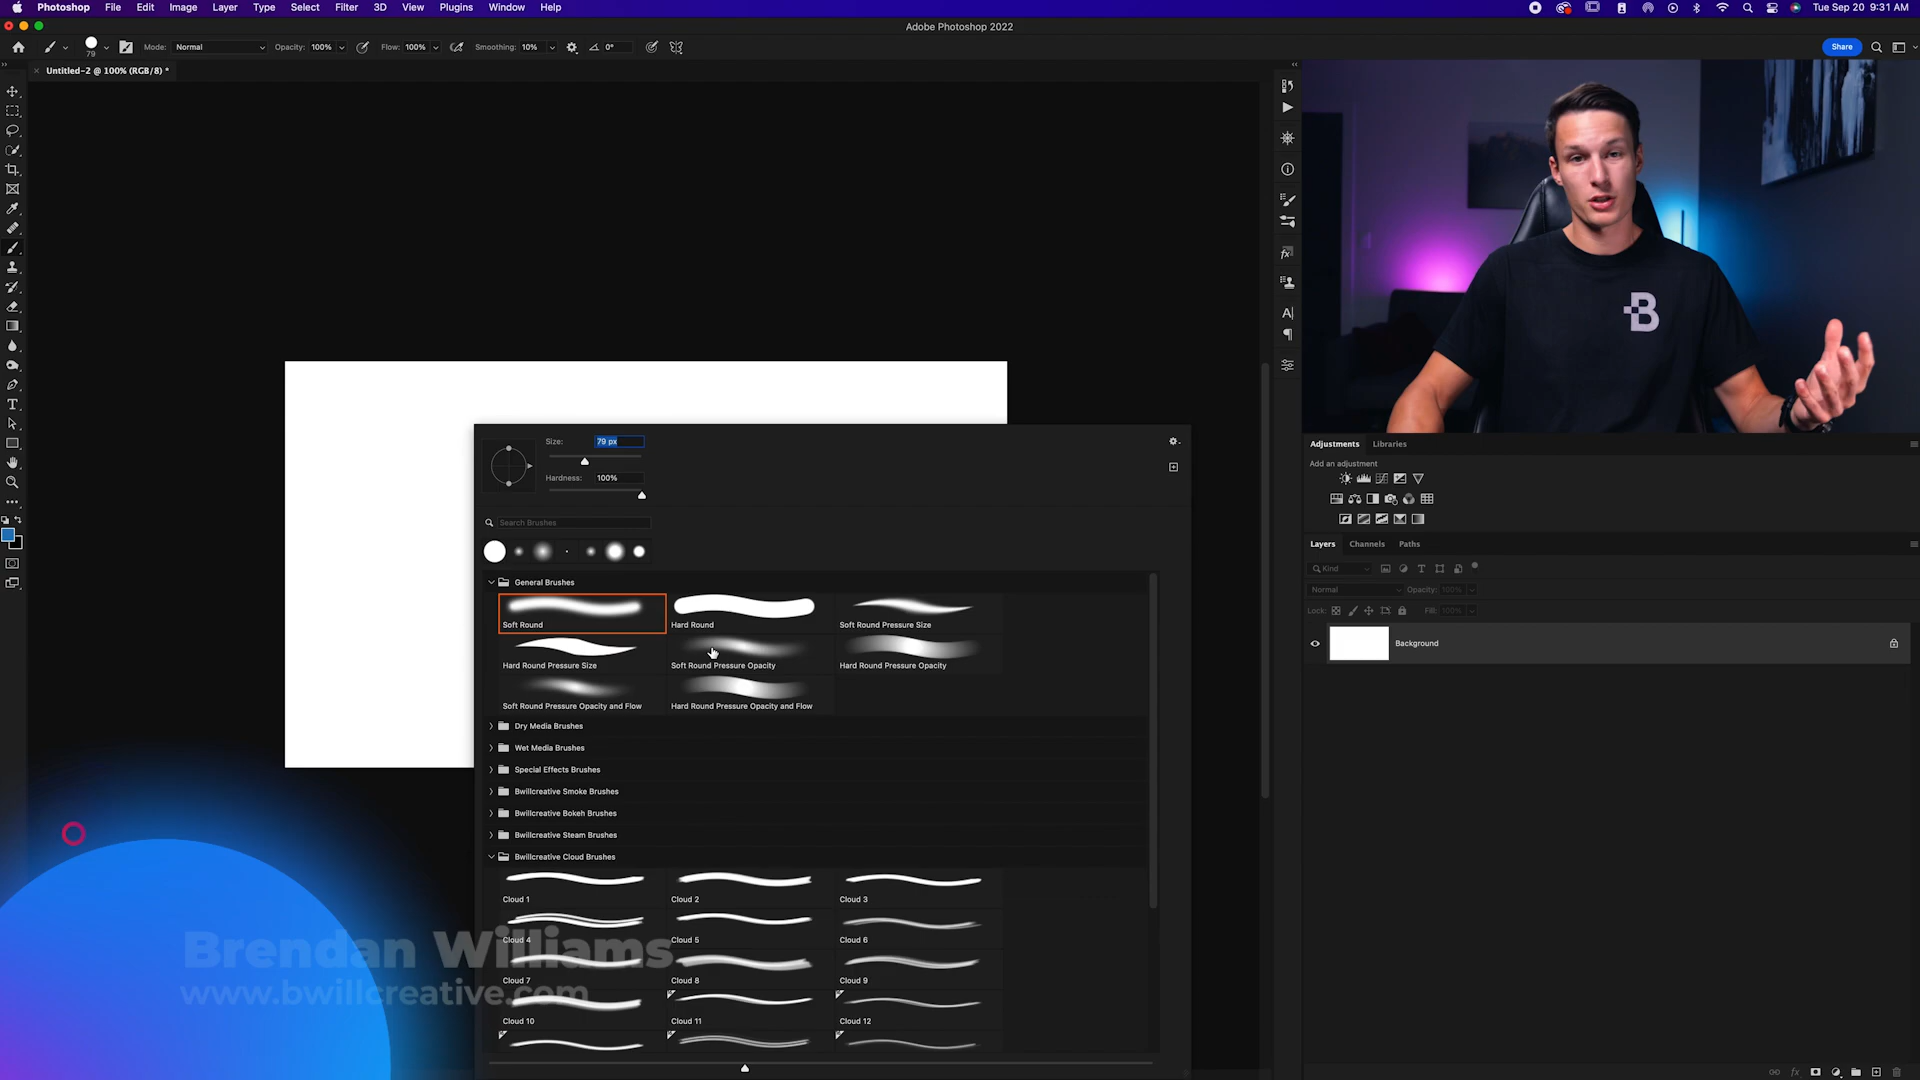 Photoshop File Edit Image Layer Type Select Filter 3D View Plugins Window Help
Tue Sep 20 9:31 AM
Adobe Photoshop 2022
79
Mode: Normal
Opacity: 100%
Flow: 100%
Smoothing: 10%
0°
Share
Untitled-2 @ 100% (RGB/8) *
B
Size: 79 px
Hardness: 100%
Search Brushes
General Brushes
Soft Round
Hard Round
Soft Round Pressure Size
Hard Round Pressure Size
Soft Round Pressure Opacity
Hard Round Pressure Opacity
Soft Round Pressure Opacity and Flow
Hard Round Pressure Opacity and Flow
Dry Media Brushes
Wet Media Brushes
Special Effects Brushes
Bwillcreative Smoke Brushes
Bwillcreative Bokeh Brushes
Bwillcreative Steam Brushes
Bwillcreative Cloud Brushes
Cloud 1
Cloud 2
Cloud 3
Cloud 4
Cloud 5
Cloud 6
Cloud 7
Cloud 8
Cloud 9
Cloud 10
Cloud 11
Cloud 12
Brendan Williams
www.bwillcreative.com
Adjustments Libraries
Add an adjustment
Layers Channels Paths
Kind
Normal
Opacity: 100%
Lock:
Fill: 100%
Background
fx